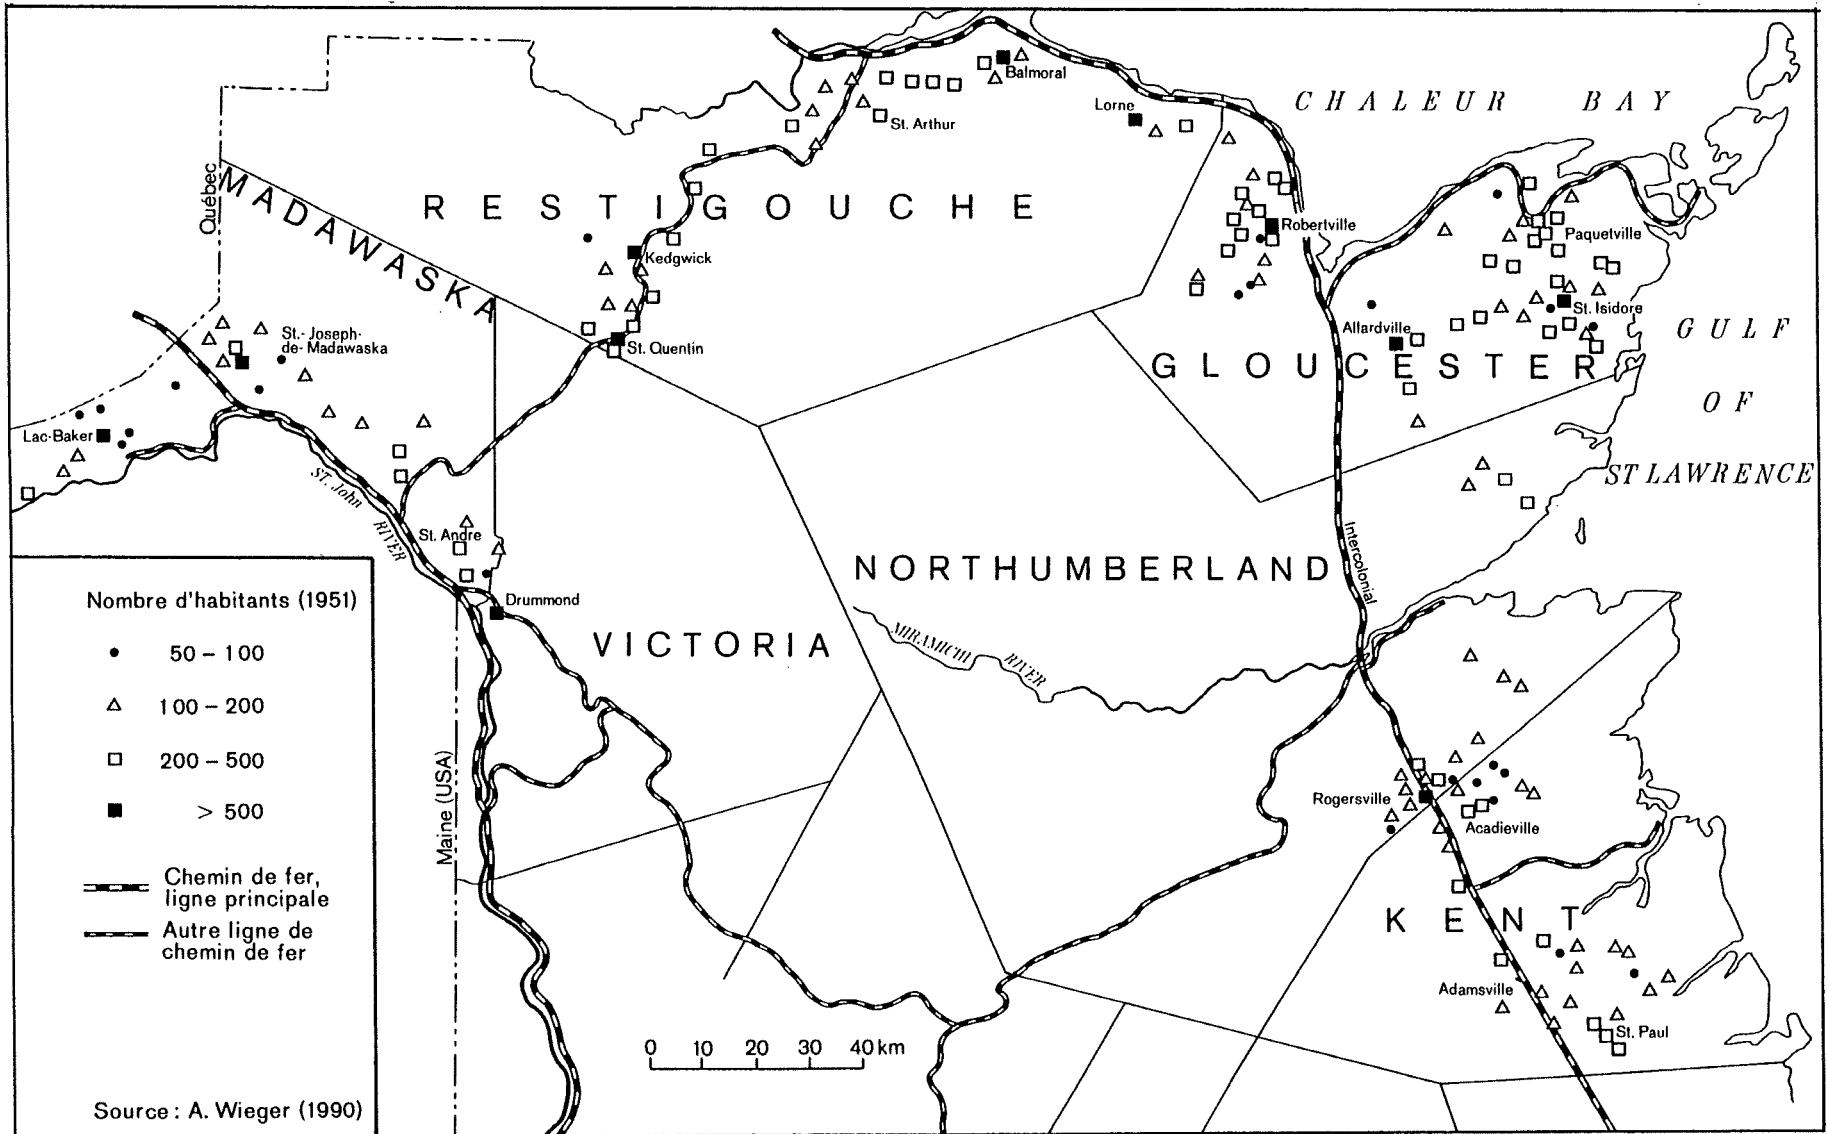 CHALEUR BAY
Balmoral
Lorne
St. Arthur
Québec
MADAWASKA
RESTIGOUCHE
Robertville
Paquetville
Kedgwick
St. Isidore
Allardville
GULF
OF
ST LAWRENCE
St.-Joseph-
de-Madawaska
St. Quentin
GLOUCESTER
Lac-Baker
St. John
RIVER
St. Andre
Intercolonial
NORTHUMBERLAND
Drummond
VICTORIA
MIRAMICHI RIVER
Maine (USA)
Rogersville
Acadieville
KENT
Adamsville
St. Paul
Nombre d'habitants (1951)
50 – 100
100 – 200
200 – 500
> 500
Chemin de fer,
ligne principale
Autre ligne de
chemin de fer
Source : A. Wieger (1990)
0 10 20 30 40 km